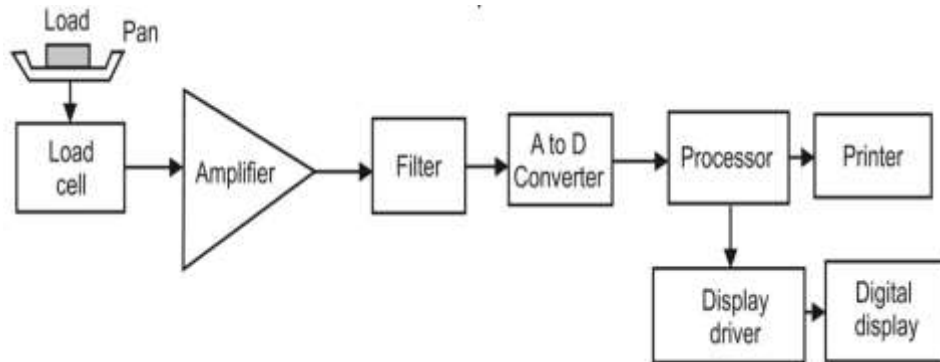 Load
Pan
Load
cell
Amplifier
Filter
A to D
Converter
Processor
Printer
Display
driver
Digital
display